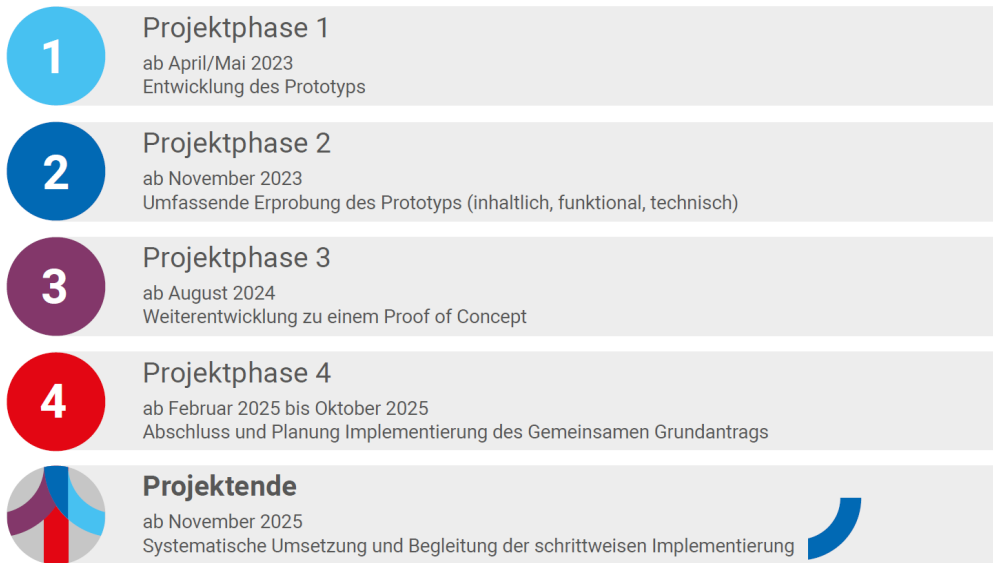 1
Projektphase 1
ab April/Mai 2023
Entwicklung des Prototyps
2
Projektphase 2
ab November 2023
Umfassende Erprobung des Prototyps (inhaltlich, funktional, technisch)
3
Projektphase 3
ab August 2024
Weiterentwicklung zu einem Proof of Concept
4
Projektphase 4
ab Februar 2025 bis Oktober 2025
Abschluss und Planung Implementierung des Gemeinsamen Grundantrags
Projektende
ab November 2025
Systematische Umsetzung und Begleitung der schrittweisen Implementierung